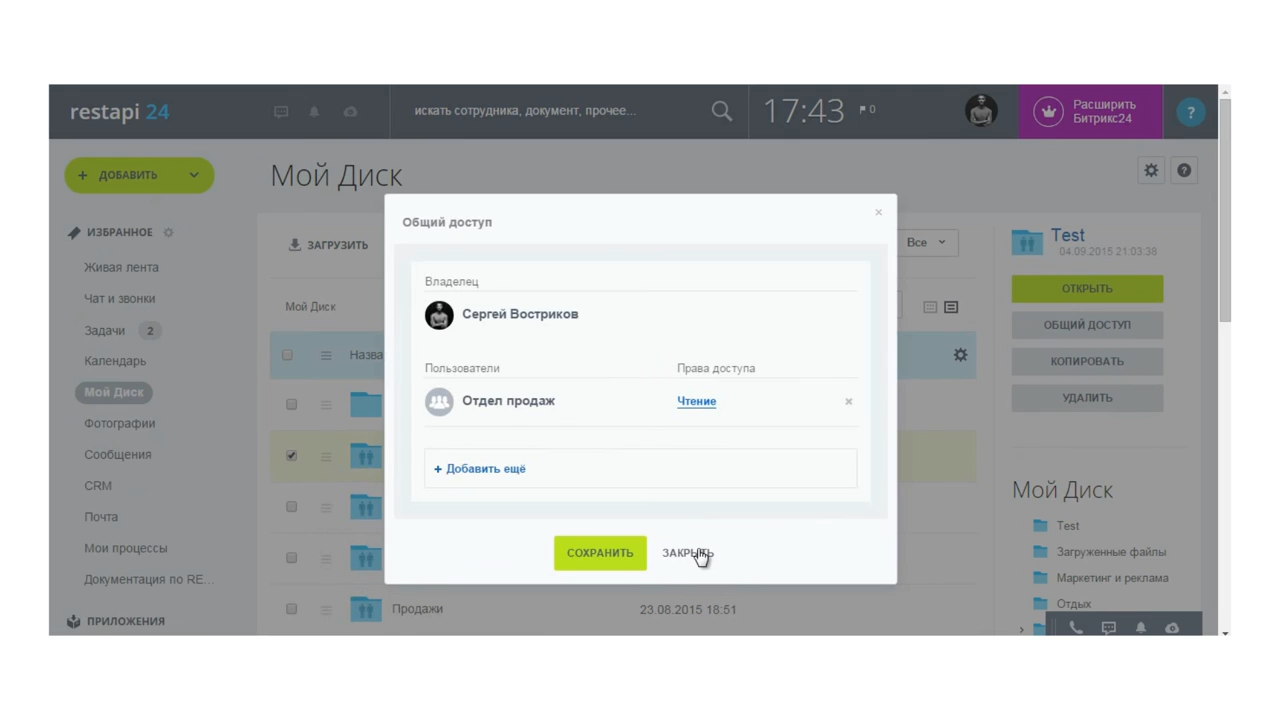 restapi 24
искать сотрудника, документ, прочее...
17:43
0
Расширить
Битрикс24
?
+ ДОБАВИТЬ
Мой Диск
ИЗБРАННОЕ
Живая лента
Чат и звонки
Задачи 2
Календарь
Мой Диск
Фотографии
Сообщения
CRM
Почта
Мои процессы
Документация по RE...
ПРИЛОЖЕНИЯ
ЗАГРУЗИТЬ
Все
Мой Диск
Назва
Продажи 23.08.2015 18:51
Общий доступ
Владелец
Сергей Востриков
Пользователи Права доступа
Отдел продаж Чтение
+ Добавить ещё
СОХРАНИТЬ ЗАКРЫТЬ
Test
04.09.2015 21:03:38
ОТКРЫТЬ
ОБЩИЙ ДОСТУП
КОПИРОВАТЬ
УДАЛИТЬ
Мой Диск
Test
Загруженные файлы
Маркетинг и реклама
Отдых